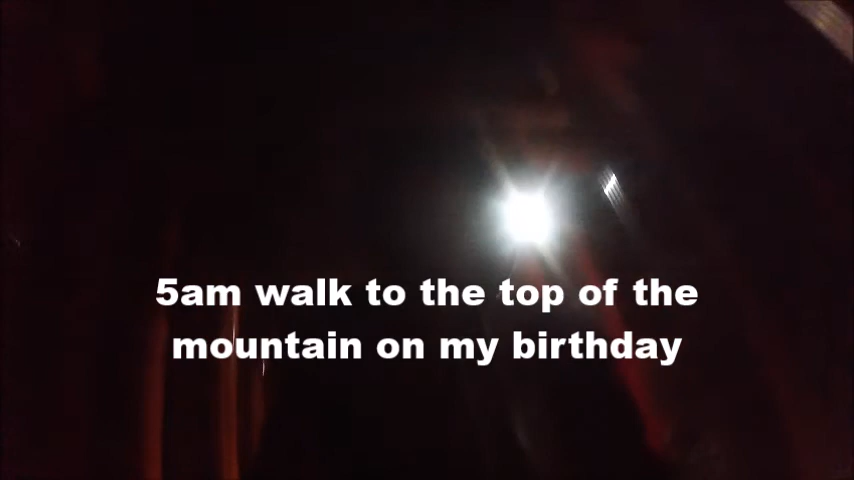 5am walk to the top of the
mountain on my birthday